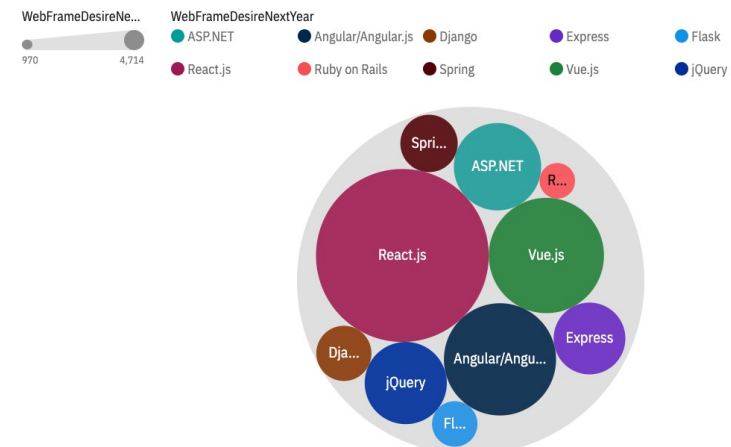 WebFrameDesireNe...
970 4,714
WebFrameDesireNextYear
ASP.NET Angular/Angular.js Django Express Flask
React.js Ruby on Rails Spring Vue.js jQuery
Spri...
ASP.NET
R...
React.js
Vue.js
Express
Dja...
Angular/Angu...
jQuery
Fl...